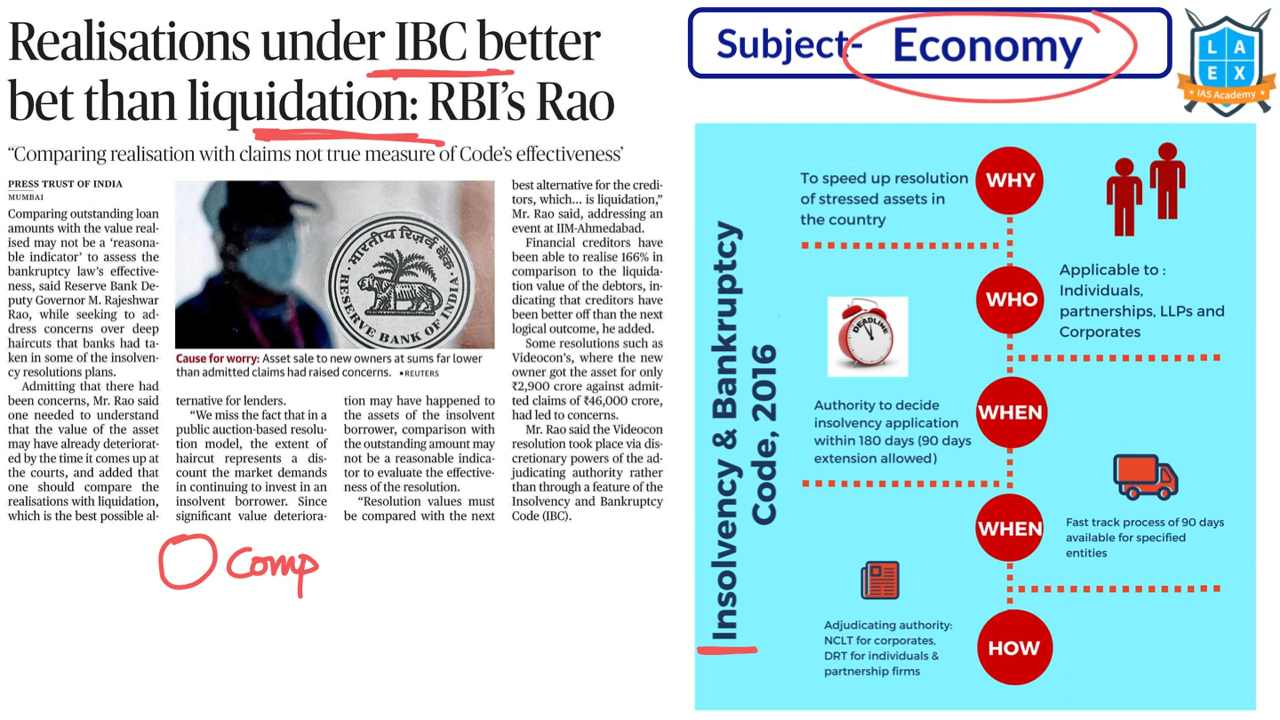 Realisations under IBC better
bet than liquidation: RBI's Rao
“Comparing realisation with claims not true measure of Code's effectiveness'
PRESS TRUST OF INDIA
MUMBAI
Comparing outstanding loan
amounts with the value real-
ised may not be a ‘reasona-
ble indicator’ to assess the
bankruptcy law’s effective-
ness, said Reserve Bank De-
puty Governor M. Rajeshwar
Rao, while seeking to ad-
dress concerns over deep
haircuts that banks had ta-
ken in some of the insolven-
cy resolutions plans.
Admitting that there had
been concerns, Mr. Rao said
one needed to understand
that the value of the asset
may have already deteriorat-
ed by the time it comes up at
the courts, and added that
one should compare the
realisations with liquidation,
which is the best possible al-
भारतीय रिज़र्व बैंक
RESERVE BANK OF INDIA
Cause for worry: Asset sale to new owners at sums far lower
than admitted claims had raised concerns. ▪REUTERS
ternative for lenders.
“We miss the fact that in a
public auction-based resolu-
tion model, the extent of
haircut represents a dis-
count the market demands
in continuing to invest in an
insolvent borrower. Since
significant value deteriora-
tion may have happened to
the assets of the insolvent
borrower, comparison with
the outstanding amount may
not be a reasonable indica-
tor to evaluate the effective-
ness of the resolution.
“Resolution values must
be compared with the next
best alternative for the credi-
tors, which... is liquidation,”
Mr. Rao said, addressing an
event at IIM-Ahmedabad.
Financial creditors have
been able to realise 166% in
comparison to the liquida-
tion value of the debtors, in-
dicating that creditors have
been better off than the next
logical outcome, he added.
Some resolutions such as
Videocon’s, where the new
owner got the asset for only
₹2,900 crore against admit-
ted claims of ₹46,000 crore,
had led to concerns.
Mr. Rao said the Videocon
resolution took place via dis-
cretionary powers of the ad-
judicating authority rather
than through a feature of the
Insolvency and Bankruptcy
Code (IBC).
Comp
Subject- Economy
LAEX
IAS Academy
Insolvency & Bankruptcy
Code, 2016
To speed up resolution
of stressed assets in
the country
WHY
WHO
Applicable to :
Individuals,
partnerships, LLPs and
Corporates
DEADLINE
Authority to decide
insolvency application
within 180 days (90 days
extension allowed)
WHEN
WHEN
Fast track process of 90 days
available for specified
entities
Adjudicating authority:
NCLT for corporates,
DRT for individuals &
partnership firms
HOW